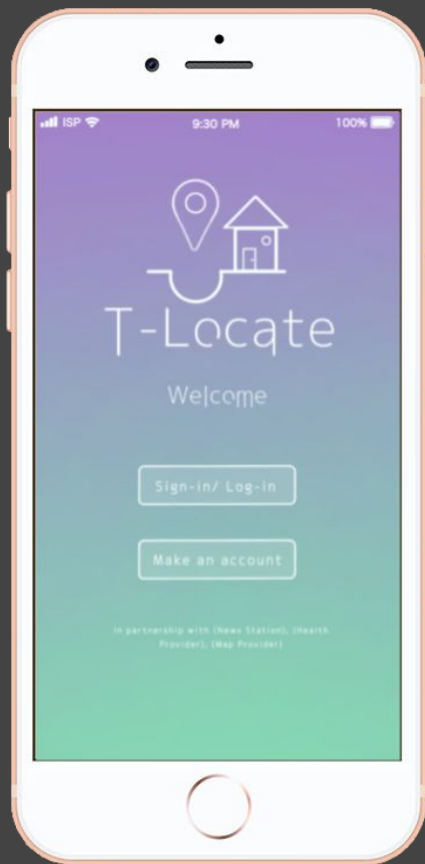 ISP 9:30 PM 100%
T-Locate
Welcome
Sign-in/ Log-in
Make an account
In partnership with (News Station), (Health
Provider), (Map Provider)